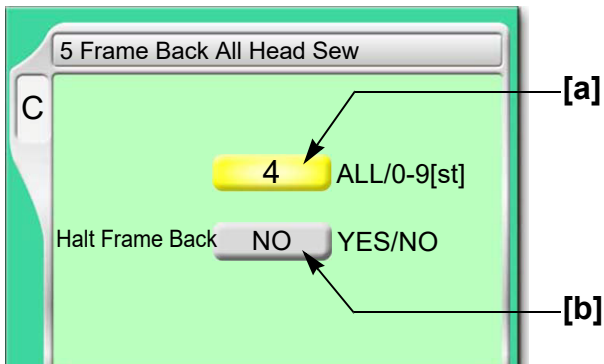 5 Frame Back All Head Sew
C
[a]
4 ALL/0-9[st]
Halt Frame Back NO YES/NO
[b]